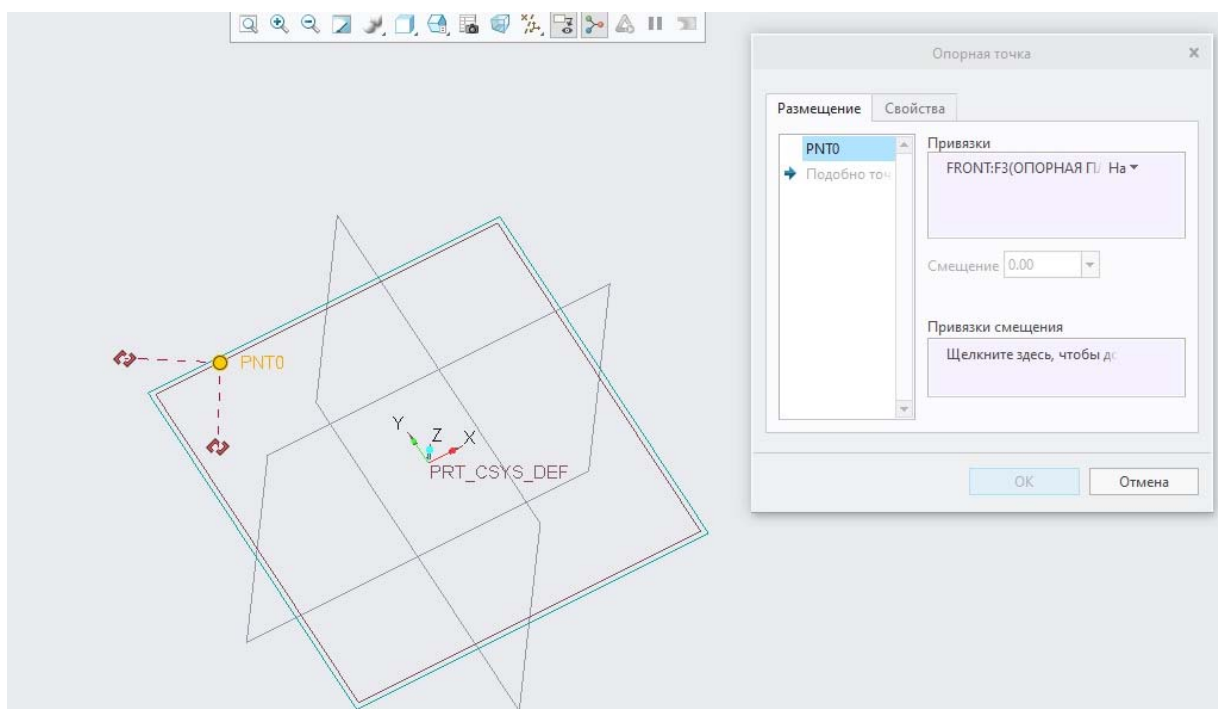 Опорная точка
Размещение Свойства
PNT0
Подобно точ
Привязки
FRONT:F3(ОПОРНАЯ ПЛ На
Смещение 0.00
Привязки смещения
Щелкните здесь, чтобы до
OK Отмена
PNT0
Y Z X
PRT_CSYS_DEF